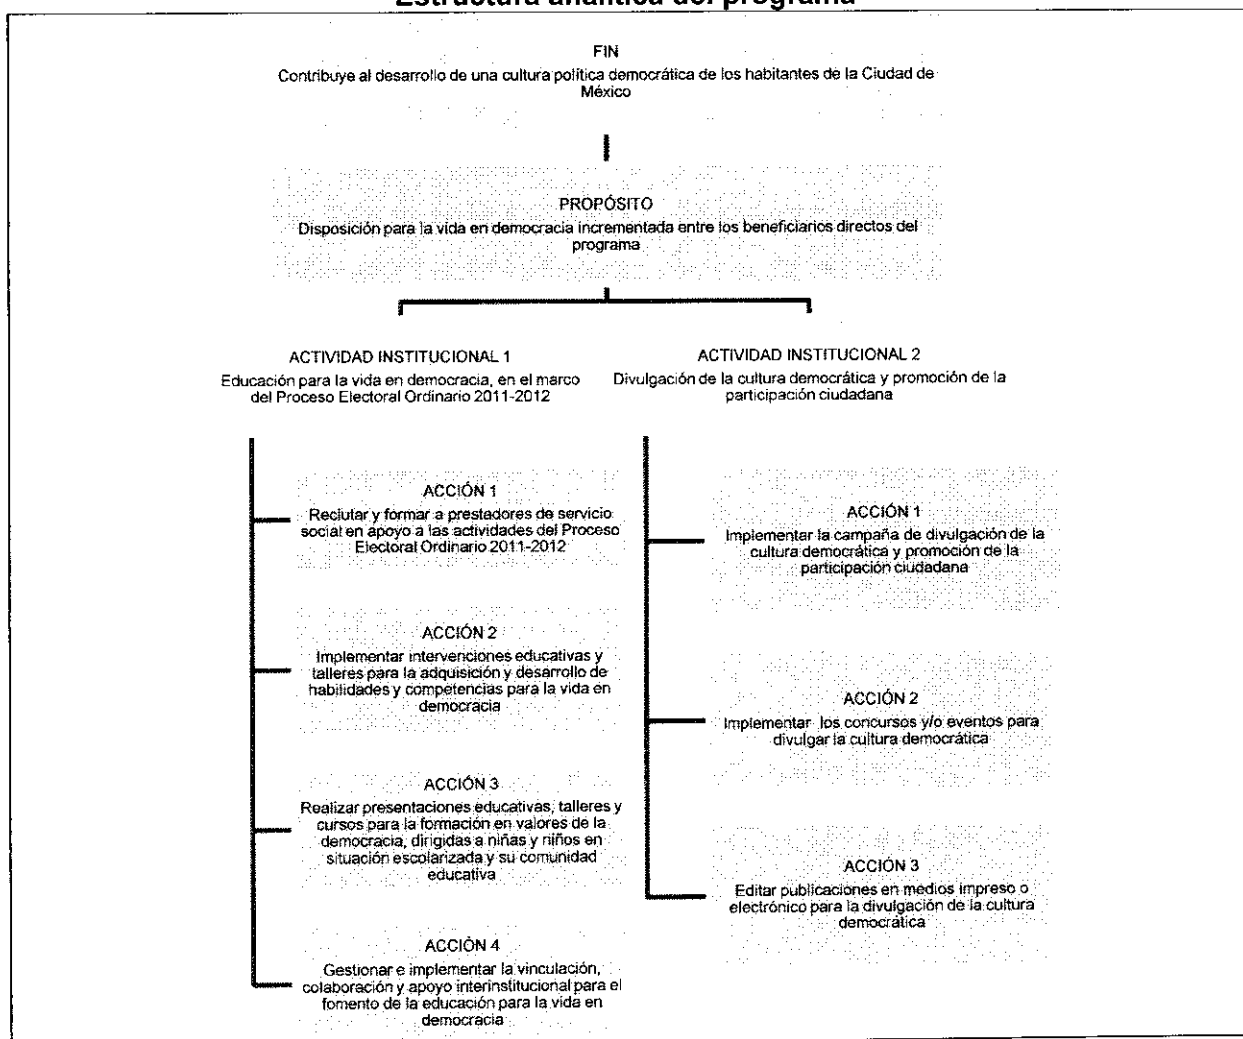 Estructura analítica del programa
FIN
Contribuye al desarrollo de una cultura política democrática de los habitantes de la Ciudad de
México
PROPÓSITO
Disposición para la vida en democracia incrementada entre los beneficiarios directos del
programa
ACTIVIDAD INSTITUCIONAL 1
Educación para la vida en democracia, en el marco
del Proceso Electoral Ordinario 2011-2012
ACCIÓN 1
Reclutar y formar a prestadores de servicio
social en apoyo a las actividades del Proceso
Electoral Ordinario 2011-2012
ACCIÓN 2
Implementar intervenciones educativas y
talleres para la adquisición y desarrollo de
habilidades y competencias para la vida en
democracia
ACCIÓN 3
Realizar presentaciones educativas, talleres y
cursos para la formación en valores de la
democracia, dirigidas a niñas y niños en
situación escolarizada y su comunidad
educativa
ACCIÓN 4
Gestionar e implementar la vinculación,
colaboración y apoyo interinstitucional para el
fomento de la educación para la vida en
democracia
ACTIVIDAD INSTITUCIONAL 2
Divulgación de la cultura democrática y promoción de la
participación ciudadana
ACCIÓN 1
Implementar la campaña de divulgación de la
cultura democrática y promoción de la
participación ciudadana
ACCIÓN 2
Implementar los concursos y/o eventos para
divulgar la cultura democrática
ACCIÓN 3
Editar publicaciones en medios impreso o
electrónico para la divulgación de la cultura
democrática